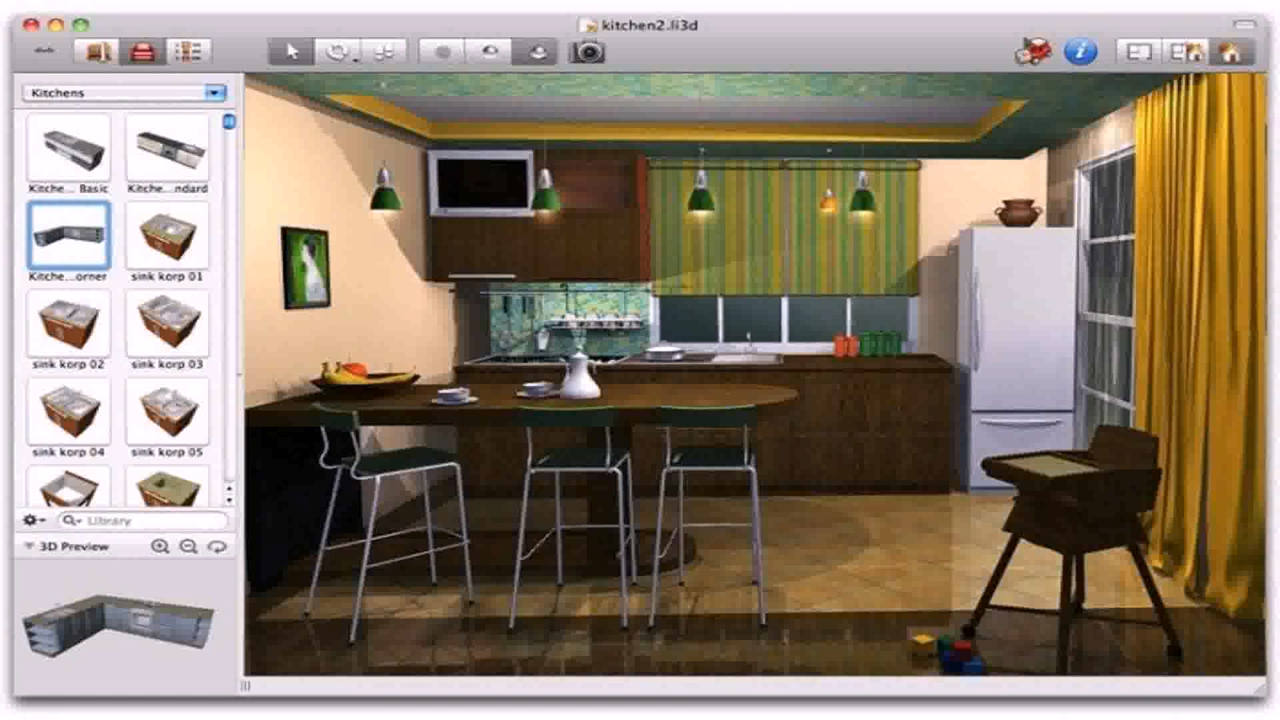 kitchen2.li3d
Kitchens
Kitche... Basic
Kitche...ndard
Kitche...orner
sink korp 01
sink korp 02
sink korp 03
sink korp 04
sink korp 05
Library
3D Preview